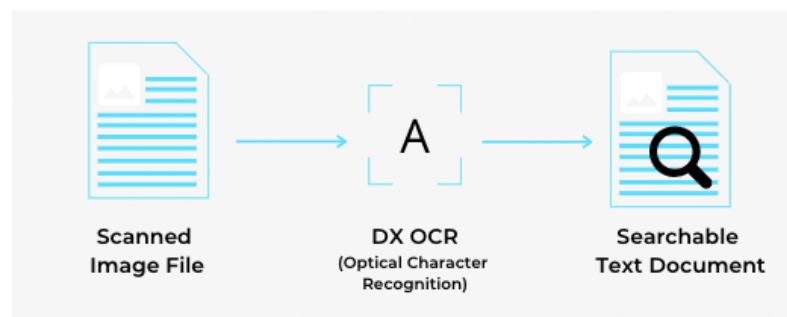 A
Scanned
Image File
DX OCR
(Optical Character
Recognition)
Searchable
Text Document